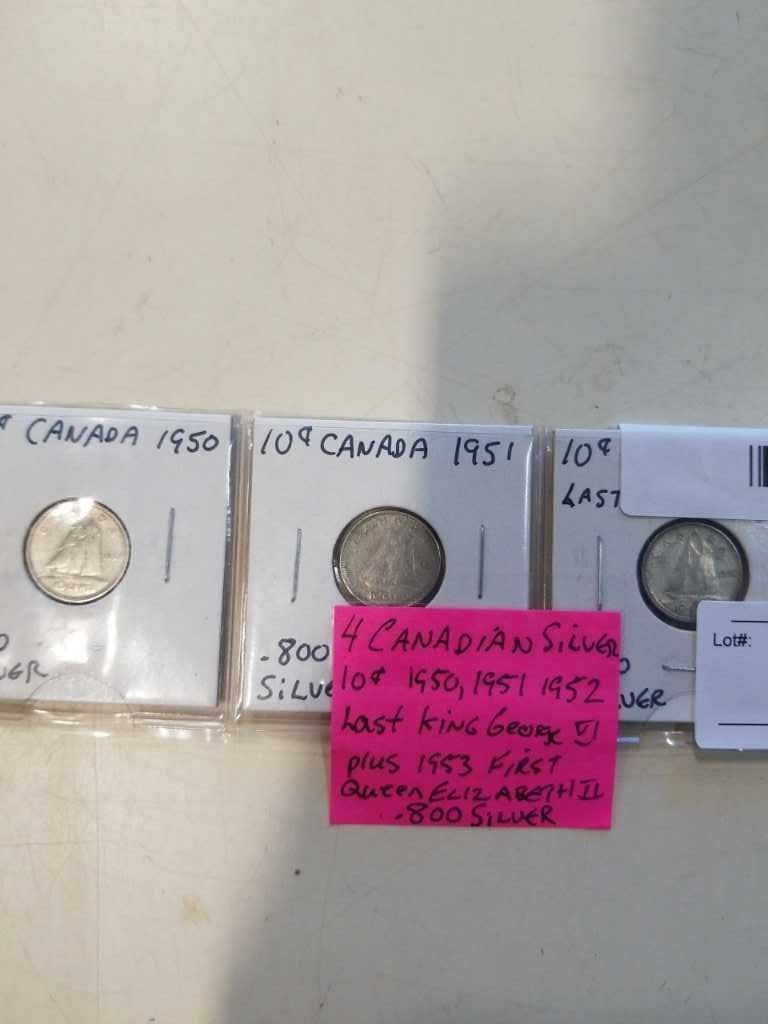 ¢ CANADA 1950
10¢ CANADA 1951
10¢
LAST
.800
SILVE
VER
VER
Lot#:
4 CANADIAN SILVER
10¢ 1950, 1951 1952
Last KING George VI
plus 1953 FIRST
Queen ELIZABETH II
.800 SILVER